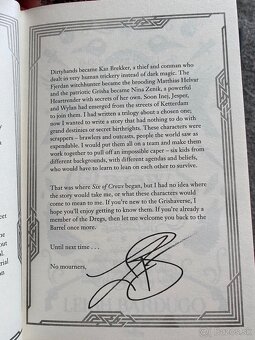 Dirtyhands became Kaz Brekker, a thief and conman who
dealt in very human trickery instead of dark magic. The
Fjerdan witchhunter became the brooding Matthias Helvar
and the patriotic Grisha became Nina Zenik, a powerful
Heartrender with secrets of her own. Soon Inej, Jesper,
and Wylan had emerged from the streets of Ketterdam
to join them. I had written a trilogy about a chosen one;
now I wanted to write a story that had nothing to do with
grand destinies or secret birthrights. These characters were
scrappers – brawlers and outcasts, people the world saw as
expendable. I would put them all on a team and make them
work together to pull off an impossible caper – six kids from
different backgrounds, with different agendas and beliefs,
who would have to learn to lean on each other to survive.
That was where Six of Crows began, but I had no idea where
the story would take me, or what these characters would
come to mean to me. If you're new to the Grishaverse, I
hope you'll enjoy getting to know them. If you're already a
member of the Dregs, then let me welcome you back to the
Barrel once more.
Until next time . . .
No mourners,